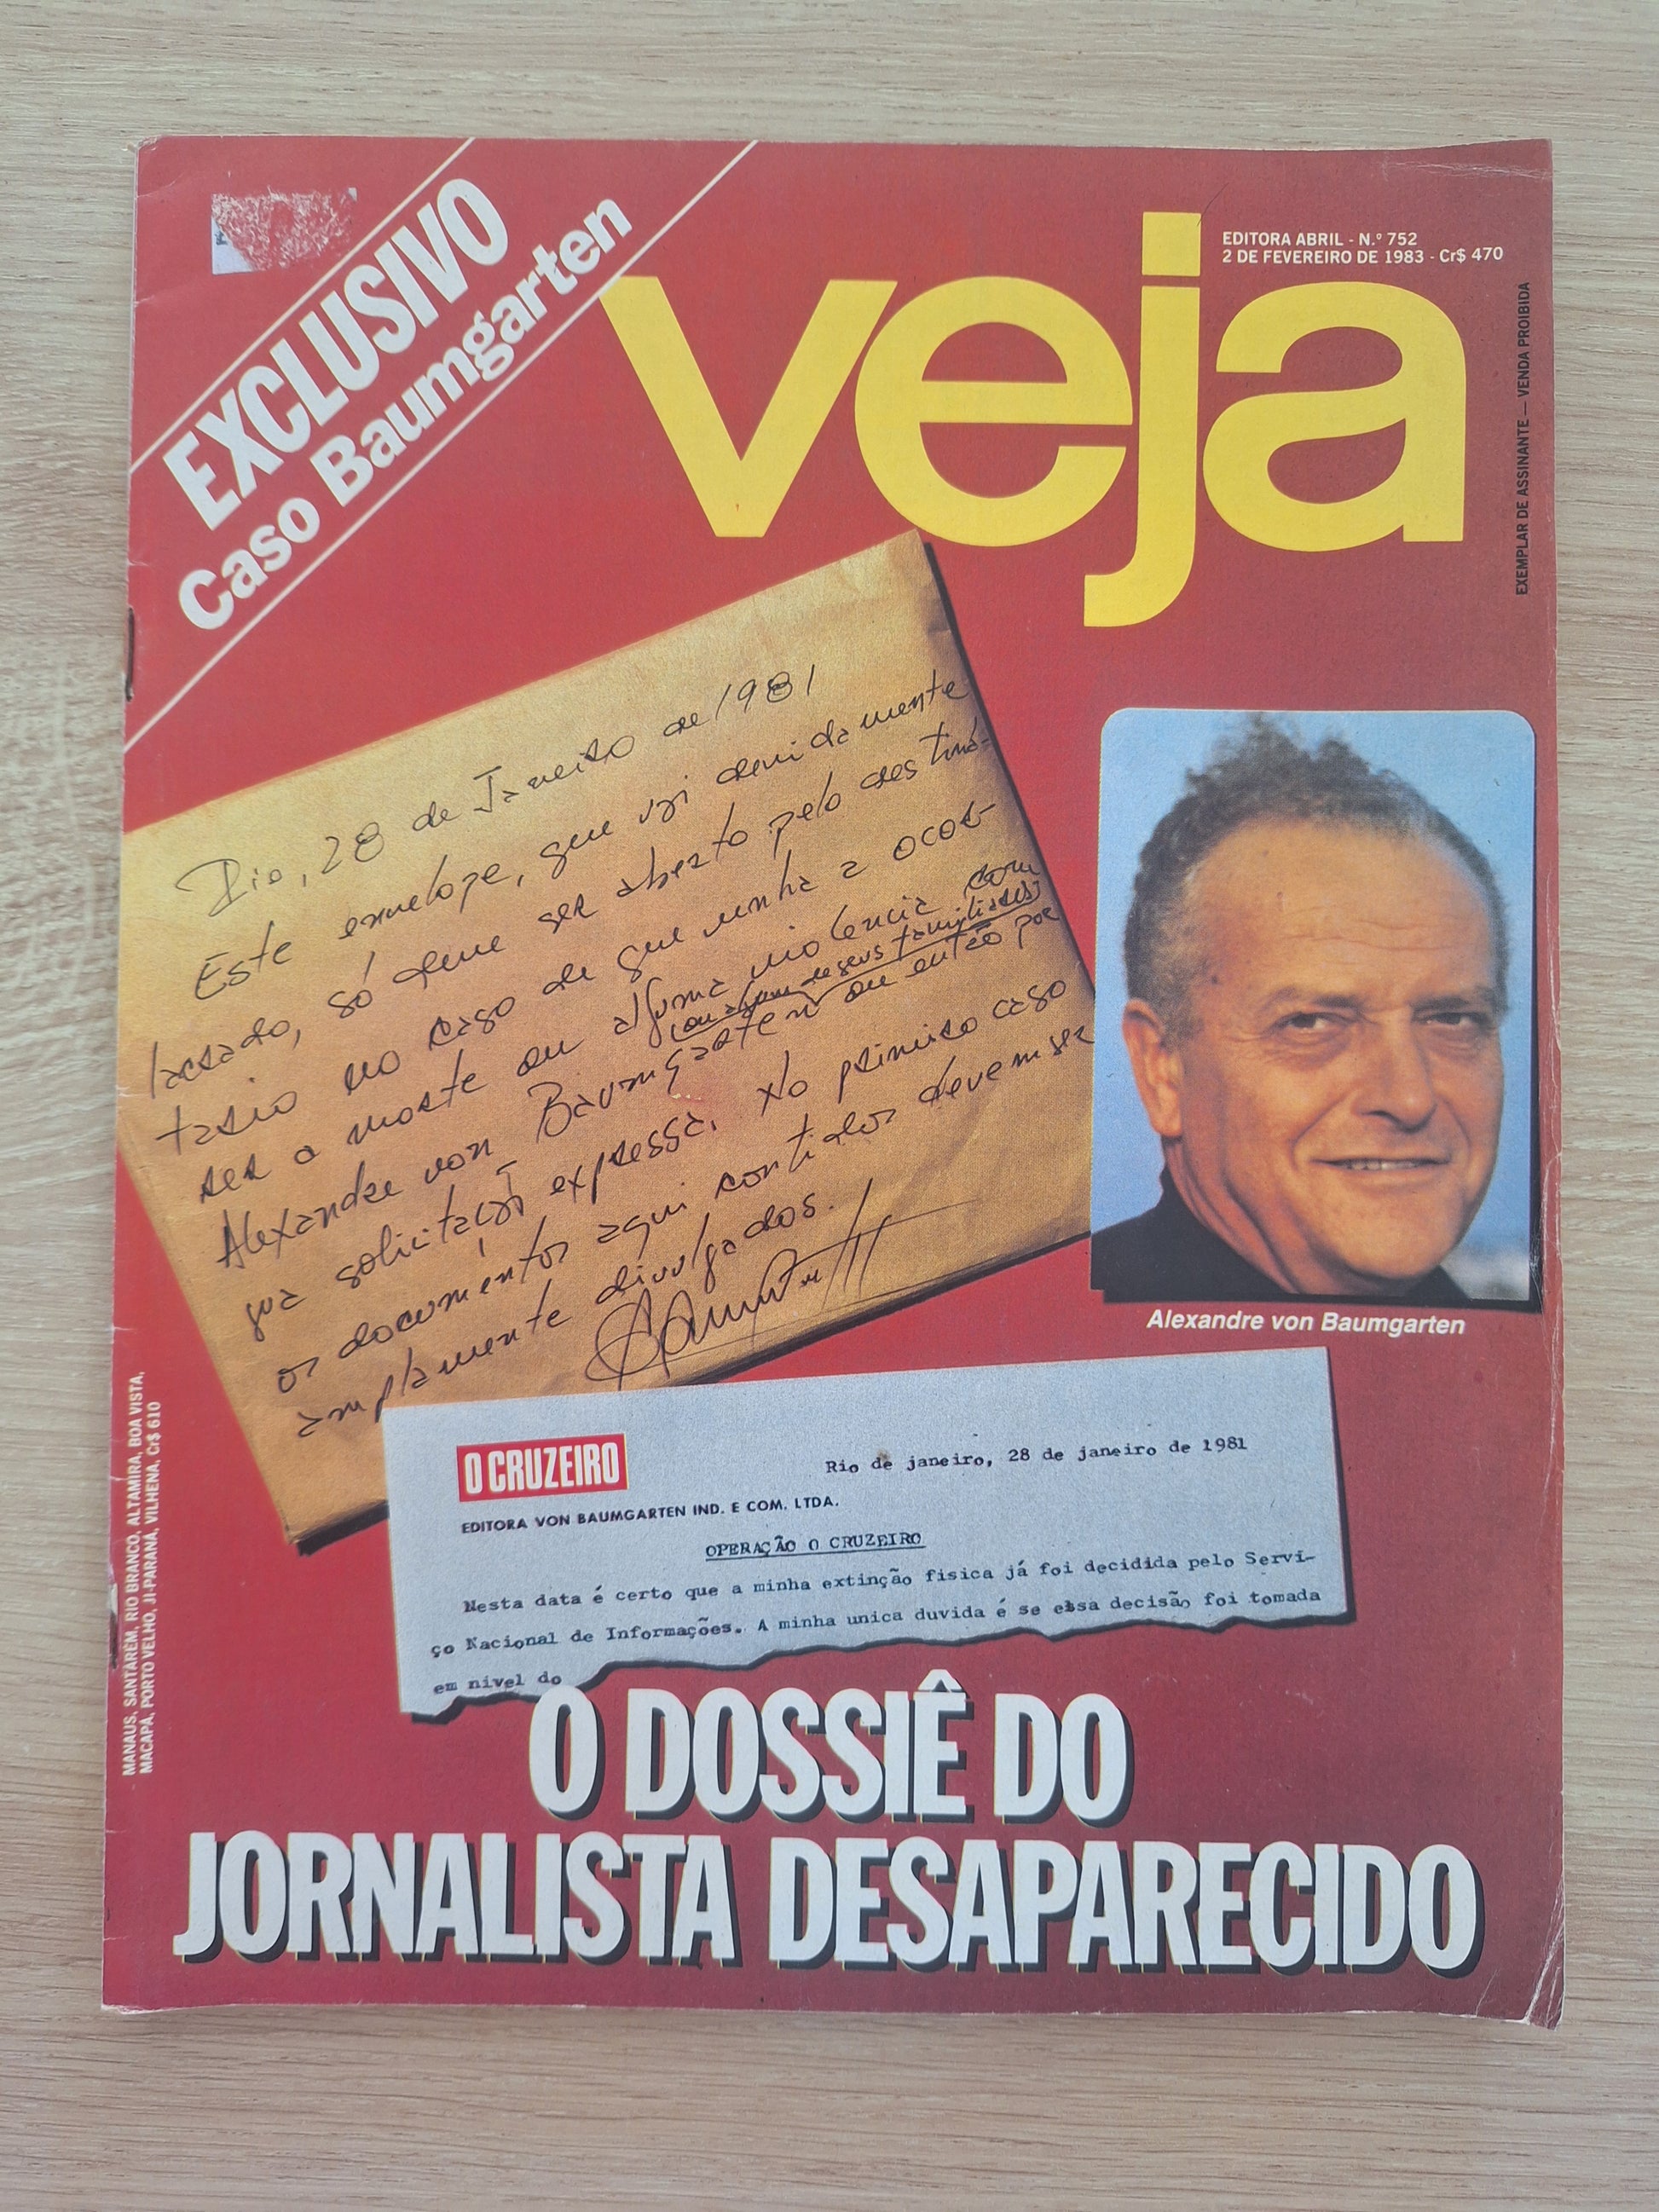 EXCLUSIVO
Caso Baumgarten
veja
EDITORA ABRIL - N.º 752
2 DE FEVEREIRO DE 1983 - Cr$ 470
EXEMPLAR DE ASSINANTE — VENDA PROIBIDA
Rio, 28 de Janeiro de 1981
Este envelope, que vai devidamente
lacrado, só deve ser aberto pelo destina-
tario no caso de que venha a ocor-
rer a morte ou alguma violencia com
(ou algum de seus familiares)
Alexandre von Baumgarten ou então por
sua solicitação expressa. No primeiro caso
os documentos aqui contidos devem ser
amplamente divulgados.
Alexandre von Baumgarten
O CRUZEIRO
Rio de janeiro, 28 de janeiro de 1981
EDITORA VON BAUMGARTEN IND. E COM. LTDA.
OPERAÇÃO O CRUZEIRO
Nesta data é certo que a minha extinção fisica já foi decidida pelo Servi-
ço Nacional de Informações. A minha unica duvida é se essa decisão foi tomada
em nivel do
MANAUS, SANTARÉM, RIO BRANCO, ALTAMIRA, BOA VISTA,
MACAPÁ, PORTO VELHO, JI-PARANÁ, VILHENA, Cr$ 610
O DOSSIÊ DO
JORNALISTA DESAPARECIDO